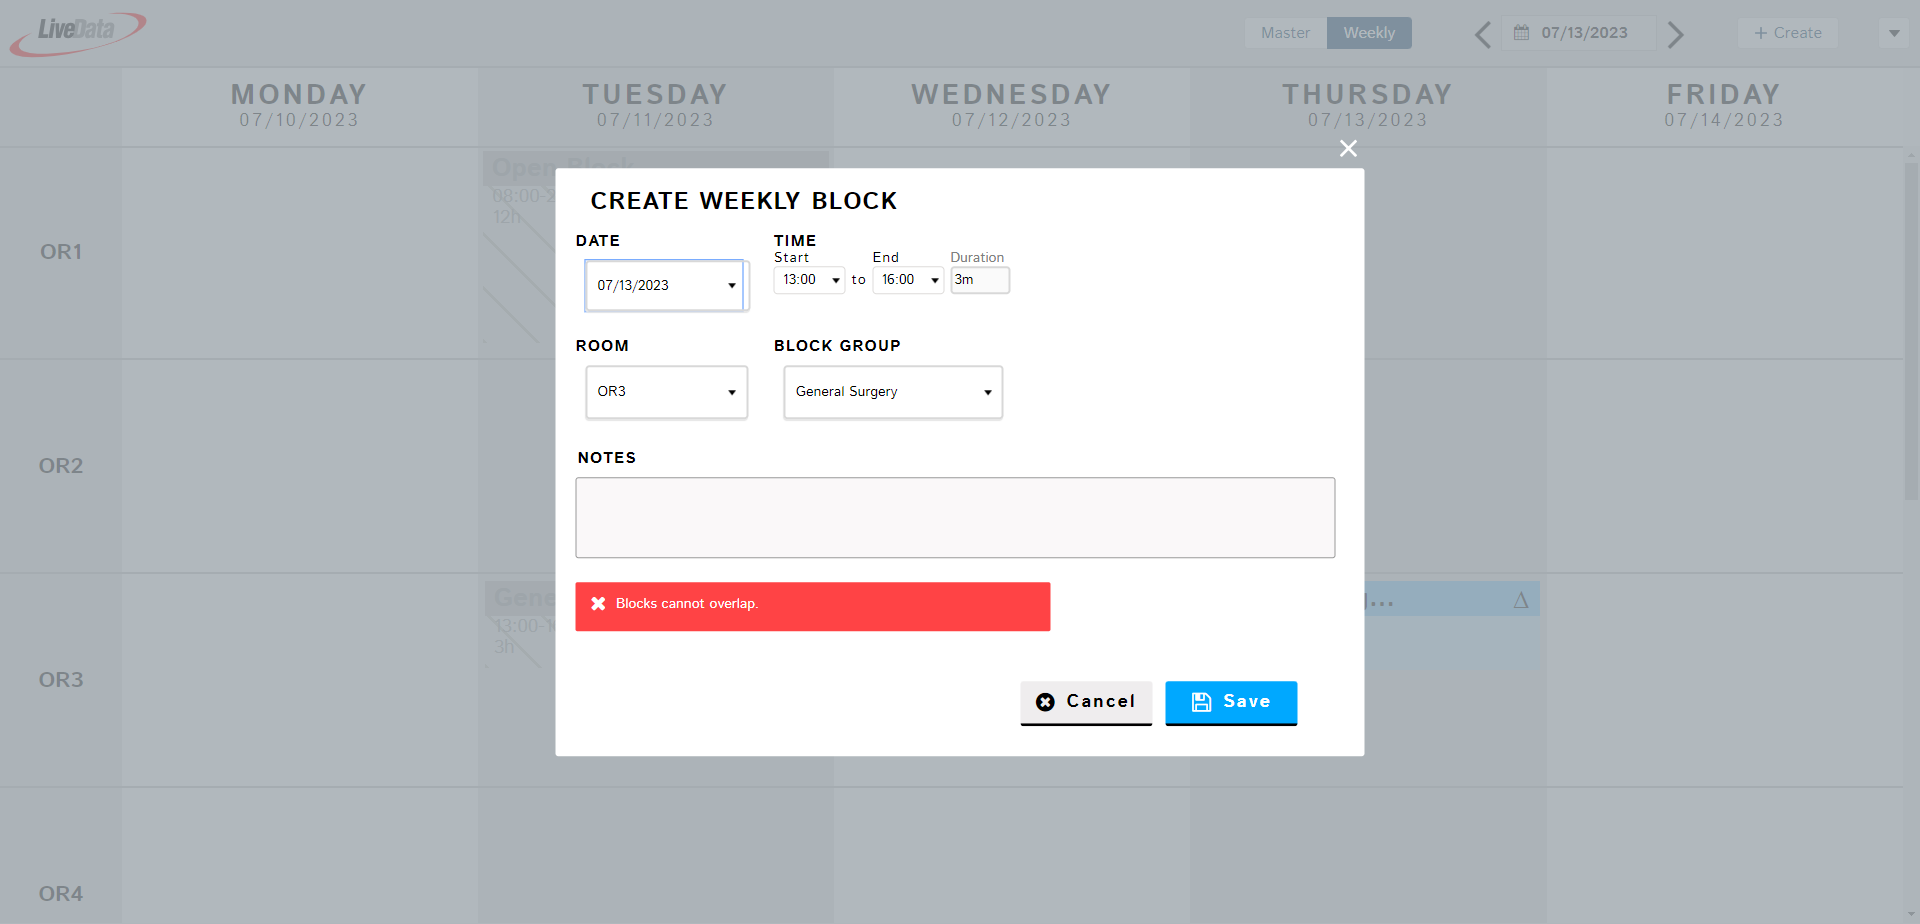 LiveData
Master
Weekly
07/13/2023
+ Create
MONDAY
07/10/2023
TUESDAY
07/11/2023
WEDNESDAY
07/12/2023
THURSDAY
07/13/2023
FRIDAY
07/14/2023
Open Block
08:00-2
12h
OR1
OR2
OR3
OR4
Gene
13:00-1
3h
...
Δ
CREATE WEEKLY BLOCK
DATE
07/13/2023
TIME
Start
End
Duration
13:00
to
16:00
3m
ROOM
BLOCK GROUP
OR3
General Surgery
NOTES
Blocks cannot overlap.
Cancel
Save